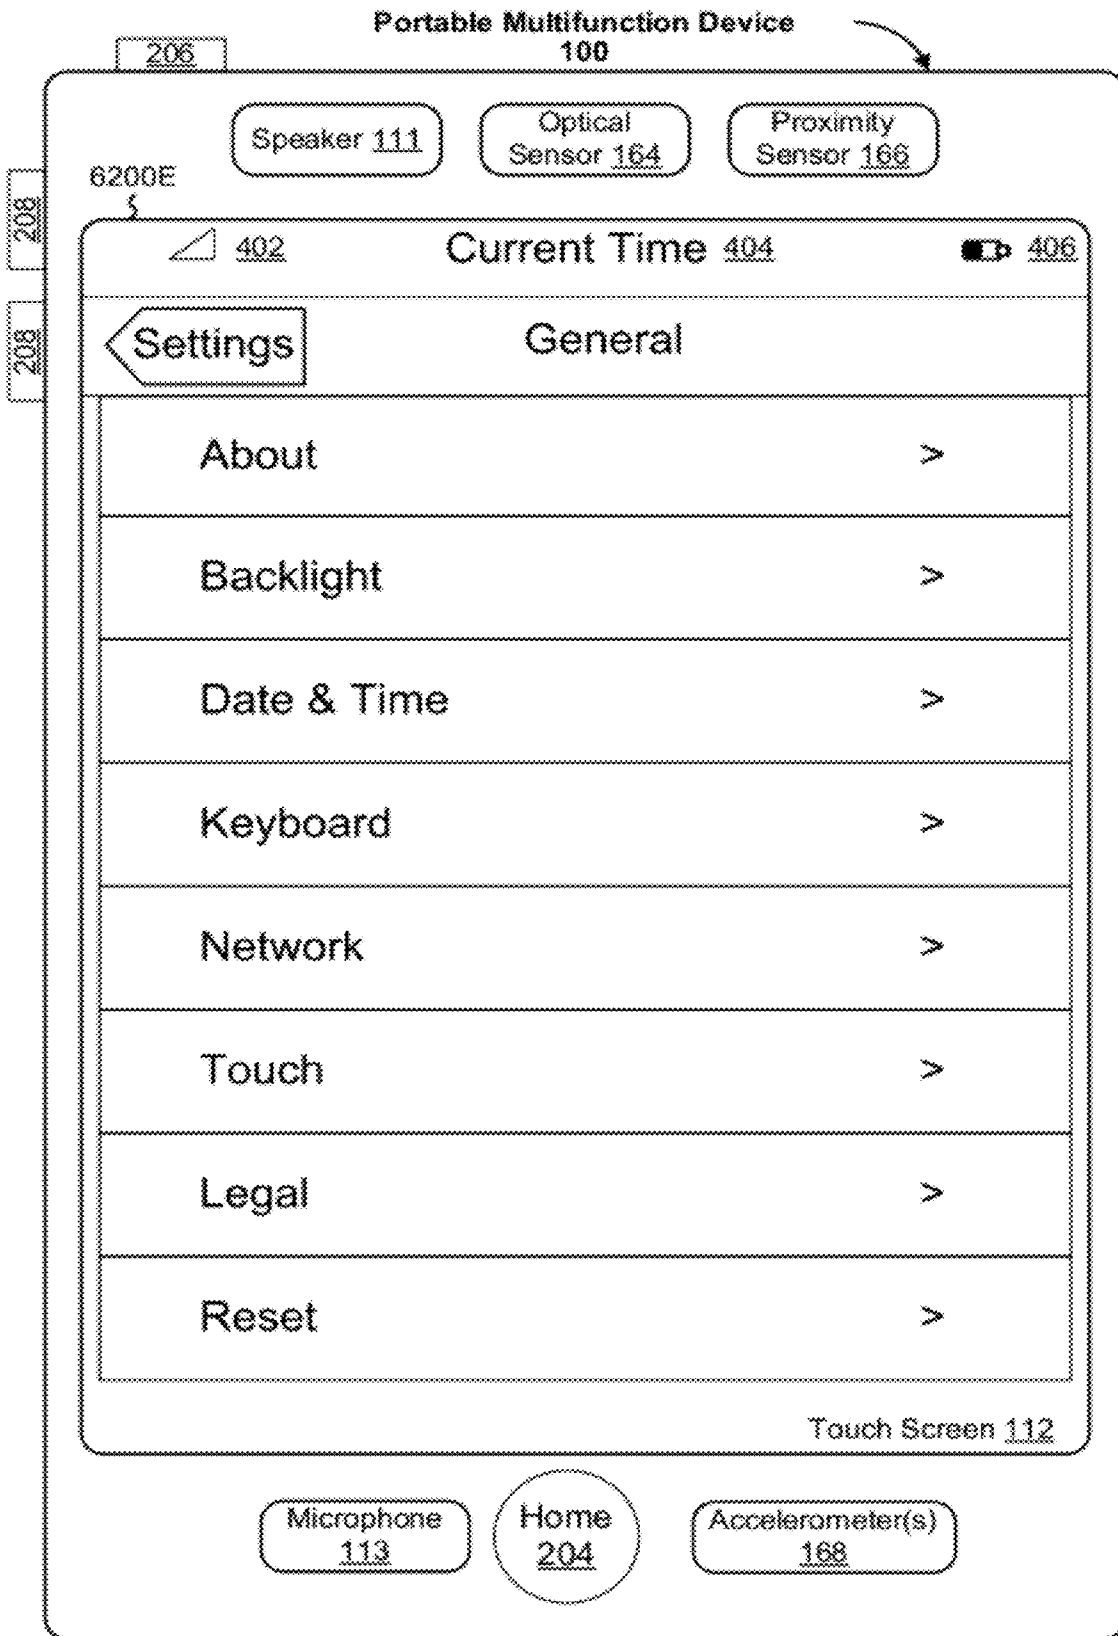 Portable Multifunction Device
100
206
Speaker 111
Optical
Sensor 164
Proximity
Sensor 166
6200E
208
402
Current Time 404
406
208
Settings
General
About >
Backlight >
Date & Time >
Keyboard >
Network >
Touch >
Legal >
Reset >
Touch Screen 112
Microphone
113
Home
204
Accelerometer(s)
168